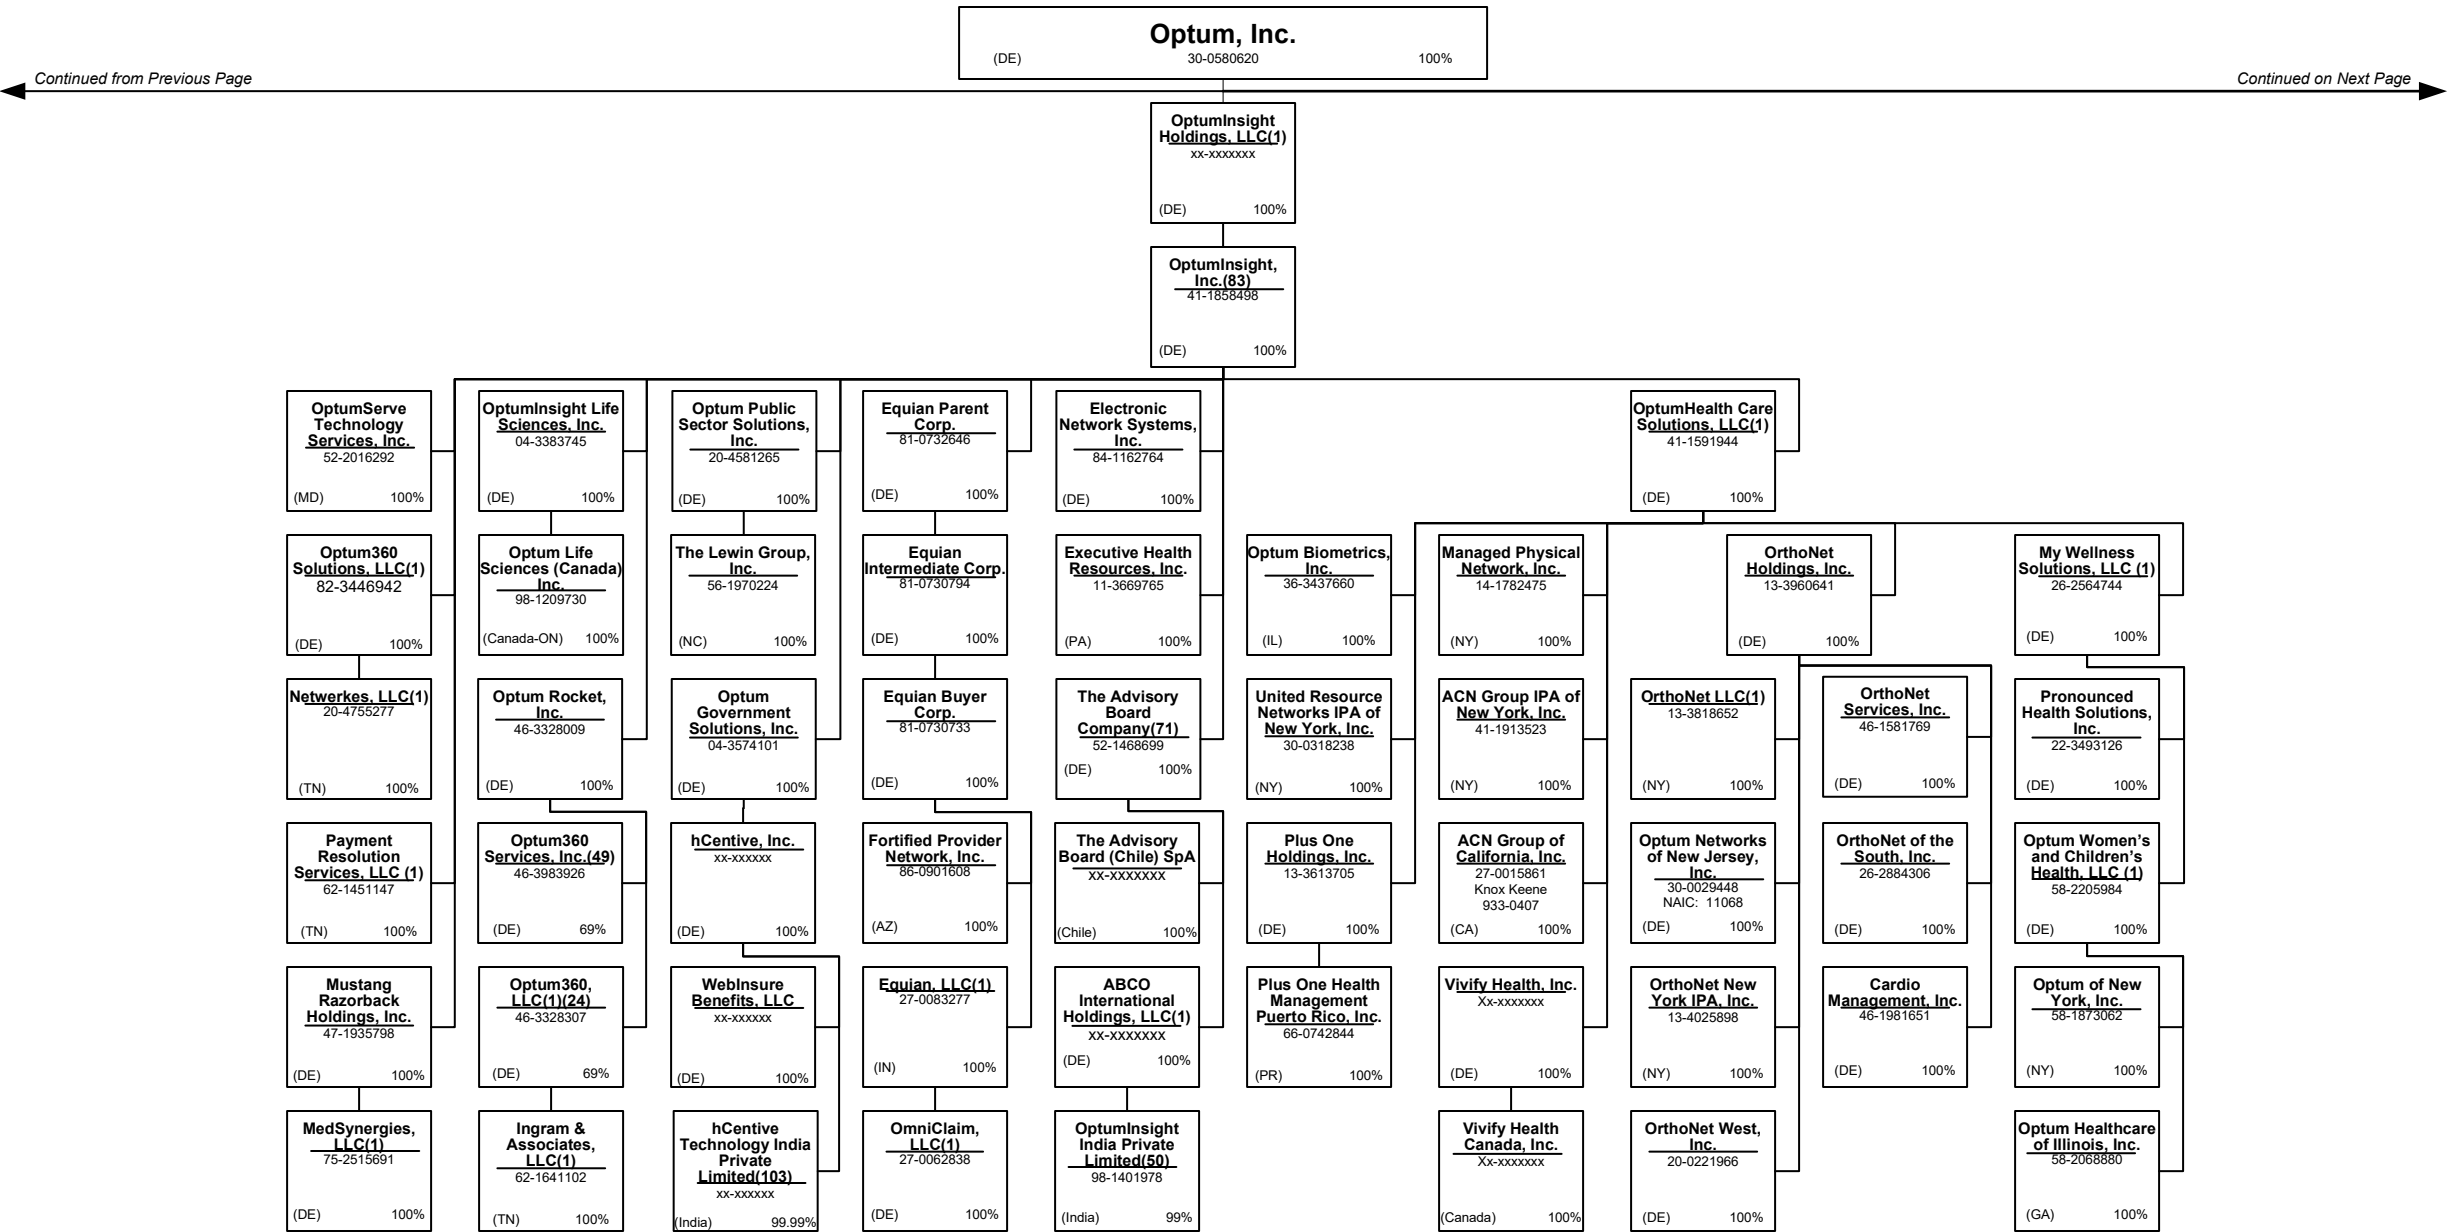 Optum, Inc.
(DE) 30-0580620 100%
Continued from Previous Page
Continued on Next Page
OptumInsight
Holdings, LLC(1)
xx-xxxxxxx
(DE) 100%
OptumInsight,
Inc.(83)
41-1858498
(DE) 100%
OptumServe
Technology
Services, Inc.
52-2016292
(MD) 100%
OptumInsight Life
Sciences, Inc.
04-3383745
(DE) 100%
Optum Public
Sector Solutions,
Inc.
20-4581265
(DE) 100%
Equian Parent
Corp.
81-0732646
(DE) 100%
Electronic
Network Systems,
Inc.
84-1162764
(DE) 100%
OptumHealth Care
Solutions, LLC(1)
41-1591944
(DE) 100%
Optum360
Solutions, LLC(1)
82-3446942
(DE) 100%
Optum Life
Sciences (Canada)
Inc.
98-1209730
(Canada-ON) 100%
The Lewin Group,
Inc.
56-1970224
(NC) 100%
Equian
Intermediate Corp.
81-0730794
(DE) 100%
Executive Health
Resources, Inc.
11-3669765
(PA) 100%
Optum Biometrics,
Inc.
36-3437660
(IL) 100%
Managed Physical
Network, Inc.
14-1782475
(NY) 100%
OrthoNet
Holdings, Inc.
13-3960641
(DE) 100%
My Wellness
Solutions, LLC (1)
26-2564744
(DE) 100%
Netwerkes, LLC(1)
20-4755277
(TN) 100%
Optum Rocket,
Inc.
46-3328009
(DE) 100%
Optum
Government
Solutions, Inc.
04-3574101
(DE) 100%
Equian Buyer
Corp.
81-0730733
(DE) 100%
The Advisory
Board
Company(71)
52-1468699
(DE) 100%
United Resource
Networks IPA of
New York, Inc.
30-0318238
(NY) 100%
ACN Group IPA of
New York, Inc.
41-1913523
(NY) 100%
OrthoNet LLC(1)
13-3818652
(NY) 100%
OrthoNet
Services, Inc.
46-1581769
(DE) 100%
Pronounced
Health Solutions,
Inc.
22-3493126
(DE) 100%
Payment
Resolution
Services, LLC (1)
62-1451147
(TN) 100%
Optum360
Services, Inc.(49)
46-3983926
(DE) 69%
hCentive, Inc.
xx-xxxxxx
(DE) 100%
Fortified Provider
Network, Inc.
86-0901608
(AZ) 100%
The Advisory
Board (Chile) SpA
xx-xxxxxxx
(Chile) 100%
Plus One
Holdings, Inc.
13-3613705
(DE) 100%
ACN Group of
California, Inc.
27-0015861
Knox Keene
933-0407
(CA) 100%
Optum Networks
of New Jersey,
Inc.
30-0029448
NAIC: 11068
(DE) 100%
OrthoNet of the
South, Inc.
26-2884306
(DE) 100%
Optum Women’s
and Children’s
Health, LLC (1)
58-2205984
(DE) 100%
Mustang
Razorback
Holdings, Inc.
47-1935798
(DE) 100%
Optum360,
LLC(1)(24)
46-3328307
(DE) 69%
WebInsure
Benefits, LLC
xx-xxxxxx
(DE) 100%
Equian, LLC(1)
27-0083277
(IN) 100%
ABCO
International
Holdings, LLC(1)
xx-xxxxxxx
(DE) 100%
Plus One Health
Management
Puerto Rico, Inc.
66-0742844
(PR) 100%
Vivify Health, Inc.
Xx-xxxxxxx
(DE) 100%
OrthoNet New
York IPA, Inc.
13-4025898
(NY) 100%
Cardio
Management, Inc.
46-1981651
(DE) 100%
Optum of New
York, Inc.
58-1873062
(NY) 100%
MedSynergies,
LLC(1)
75-2515691
(DE) 100%
Ingram &
Associates,
LLC(1)
62-1641102
(TN) 100%
hCentive
Technology India
Private
Limited(103)
xx-xxxxxx
(India) 99.99%
OmniClaim,
LLC(1)
27-0062838
(DE) 100%
OptumInsight
India Private
Limited(50)
98-1401978
(India) 99%
Vivify Health
Canada, Inc.
Xx-xxxxxxx
(Canada) 100%
OrthoNet West,
Inc.
20-0221966
(DE) 100%
Optum Healthcare
of Illinois, Inc.
58-2068880
(GA) 100%